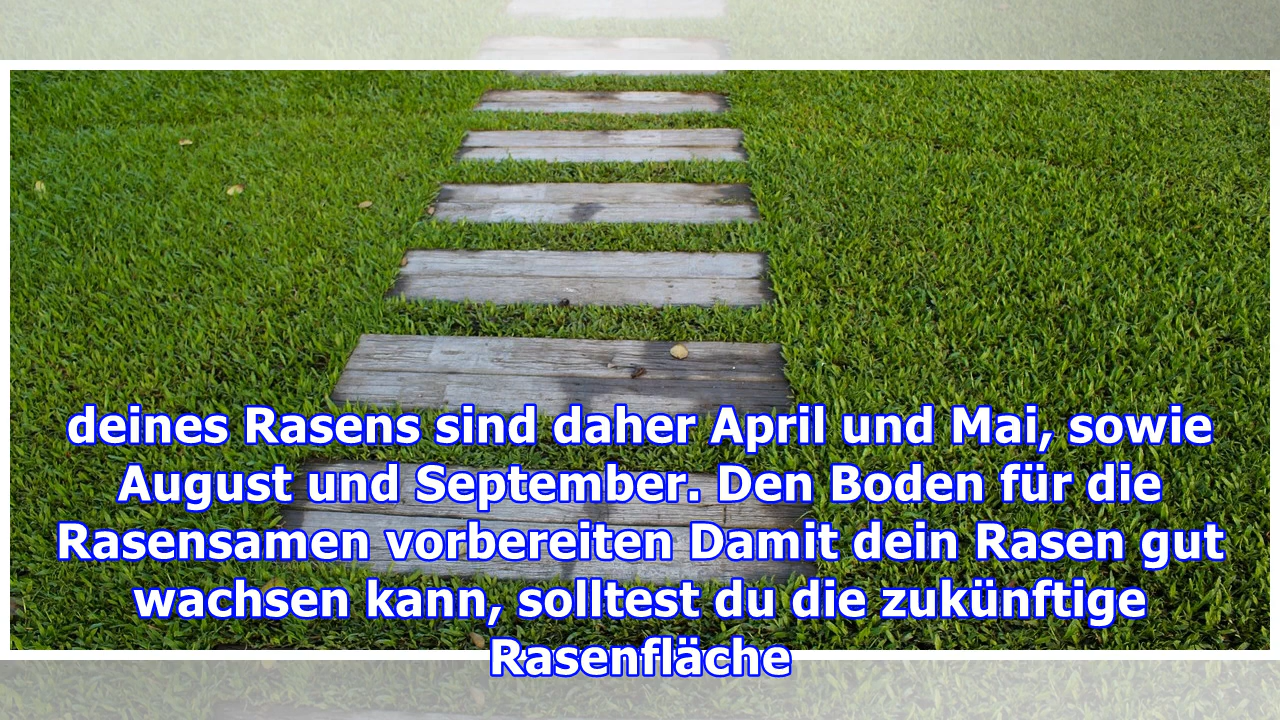 deines Rasens sind daher April und Mai, sowie
August und September. Den Boden für die
Rasensamen vorbereiten Damit dein Rasen gut
wachsen kann, solltest du die zukünftige
Rasenfläche